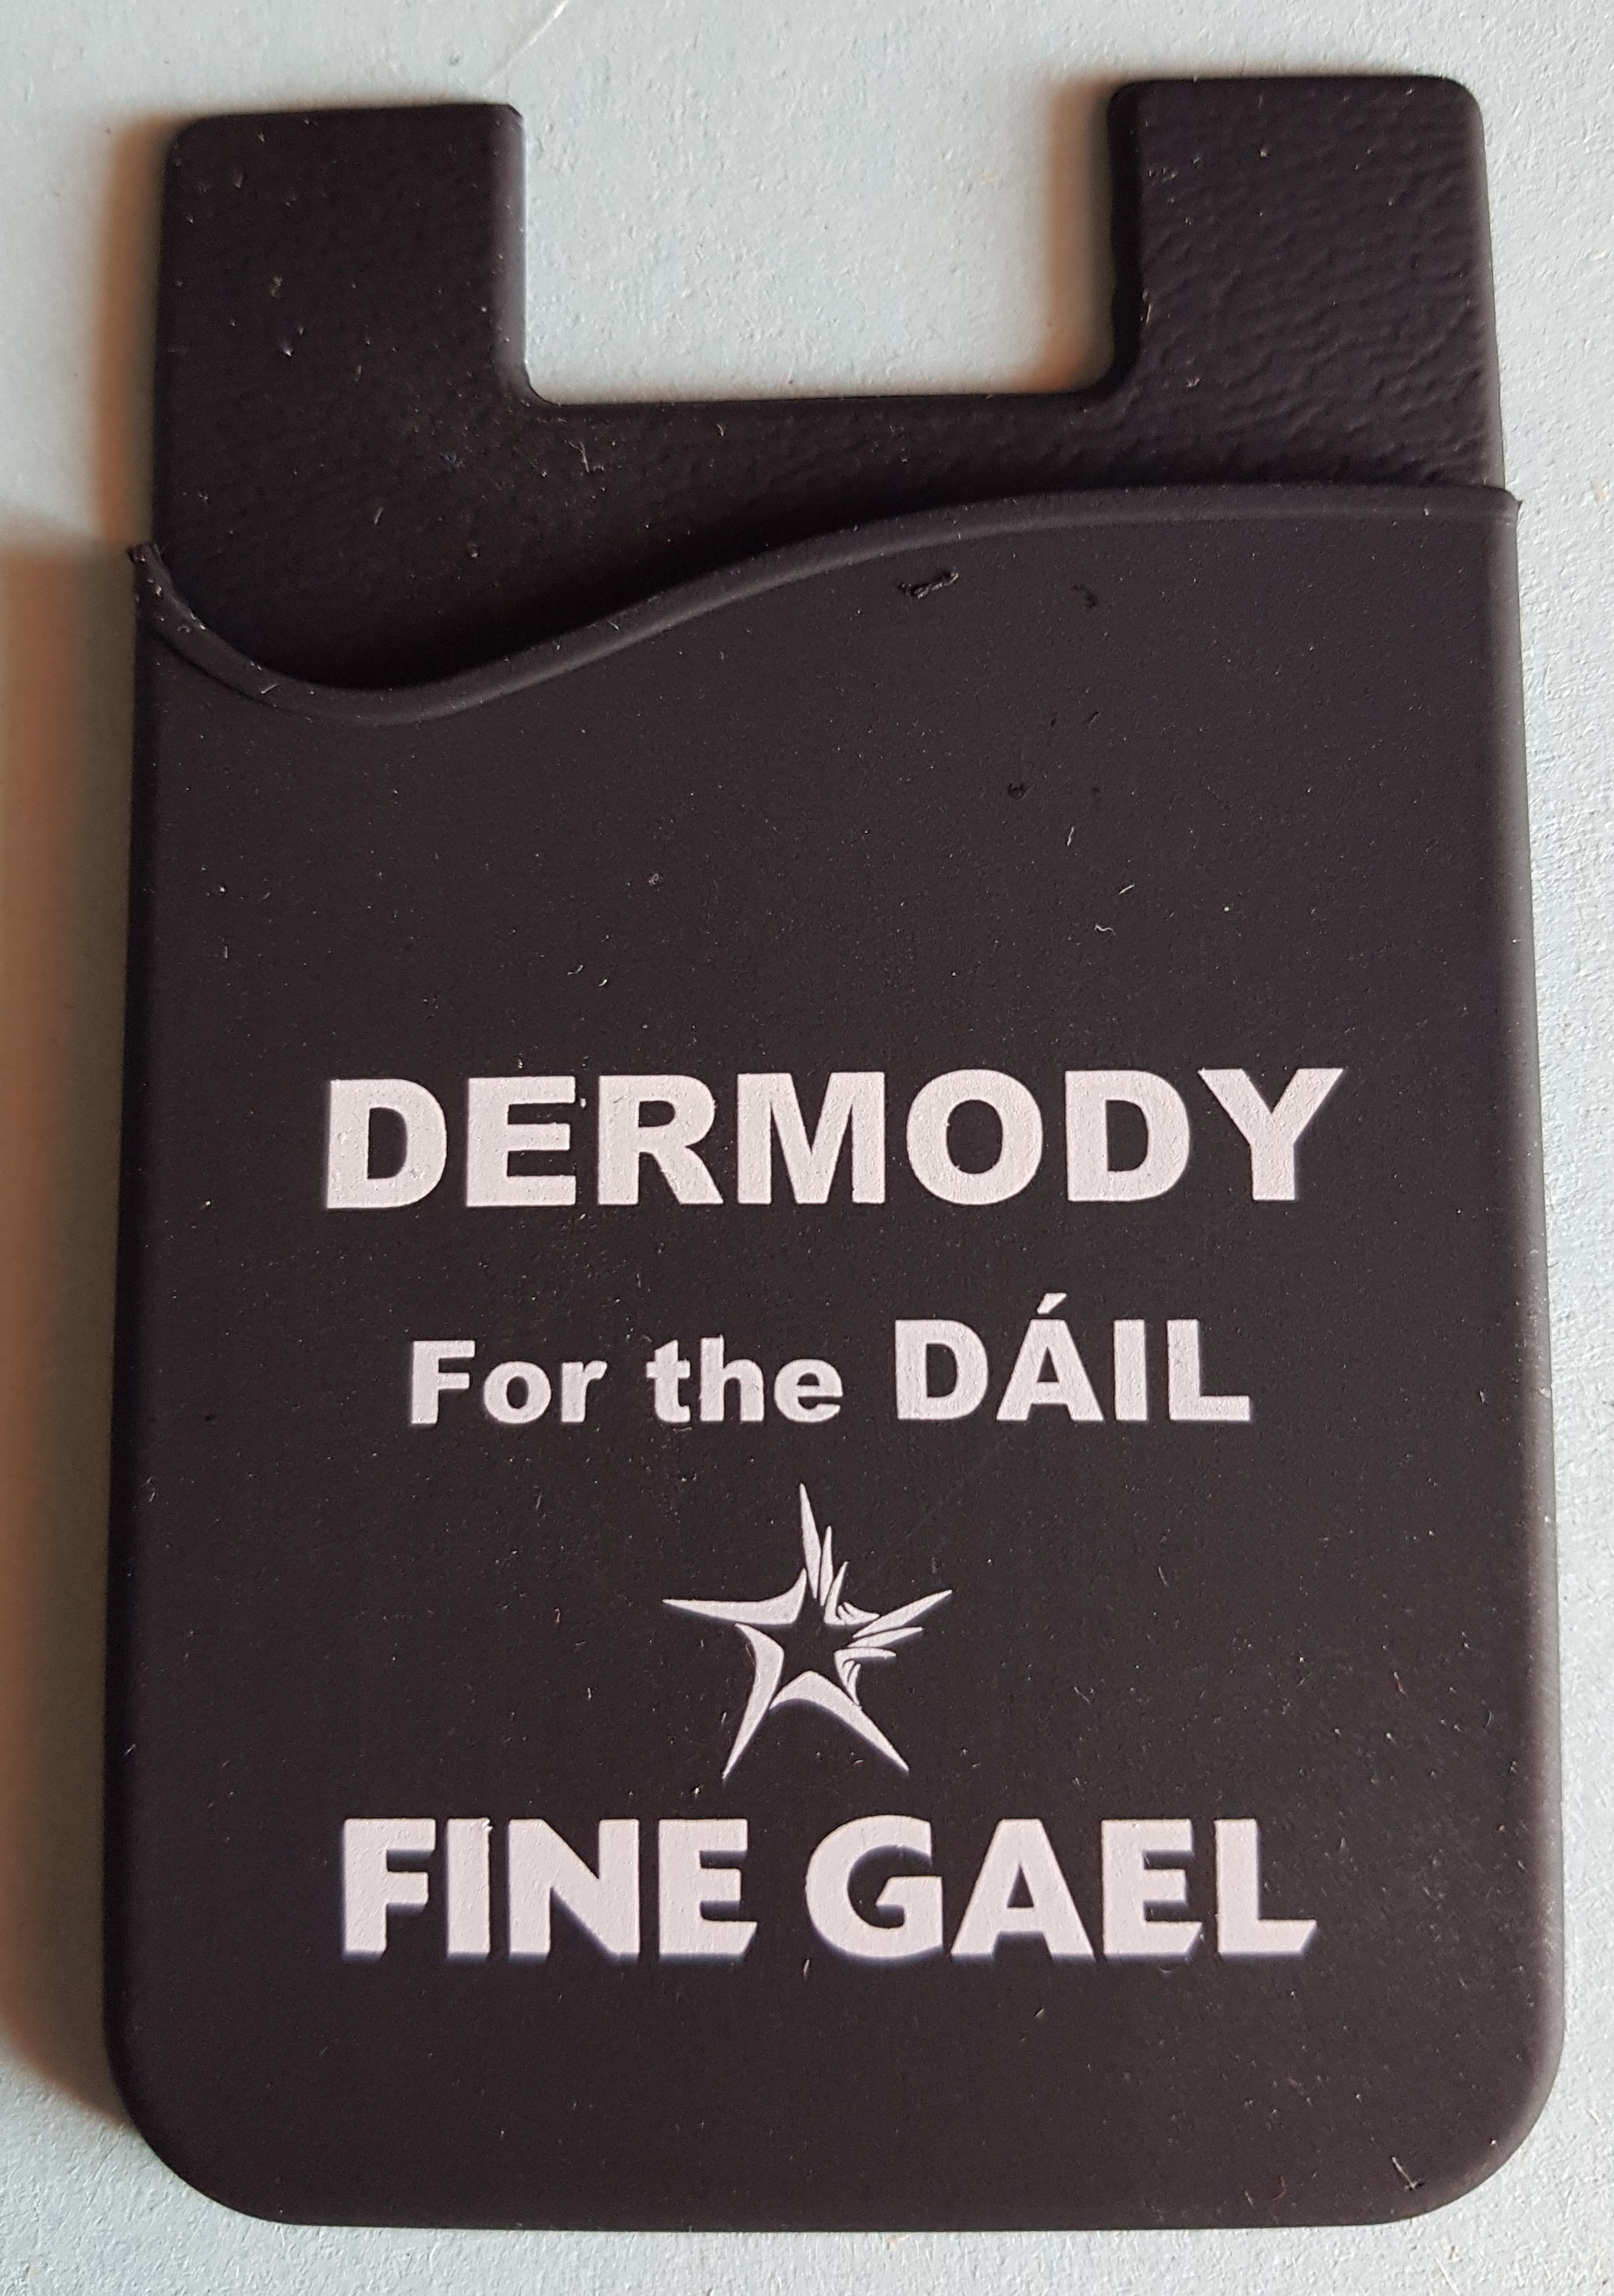 DERMODY
For the DÁIL
FINE GAEL